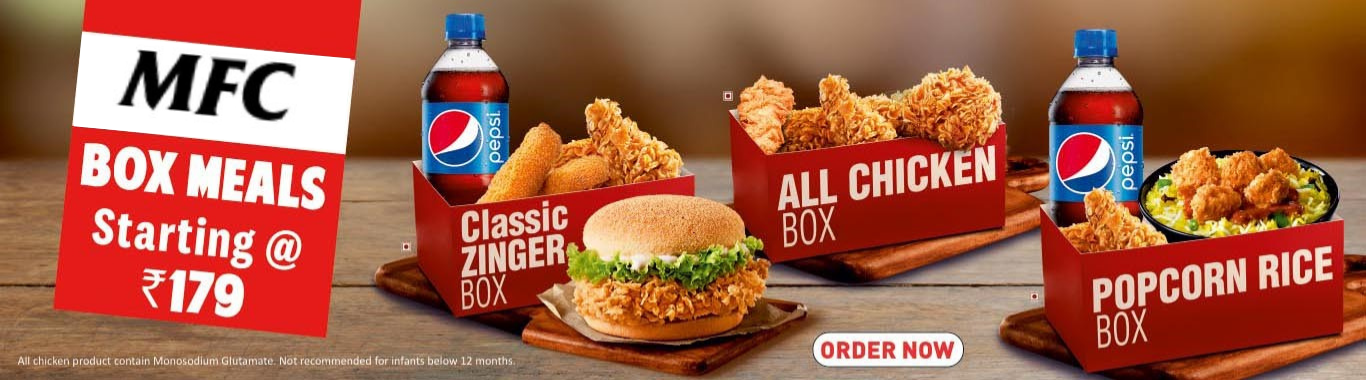 MFC
BOX MEALS
Starting @
₹179
pepsi.
Classic
ZINGER
BOX
ALL CHICKEN
BOX
pepsi.
POPCORN RICE
BOX
ORDER NOW
All chicken product contain Monosodium Glutamate. Not recommended for infants below 12 months.